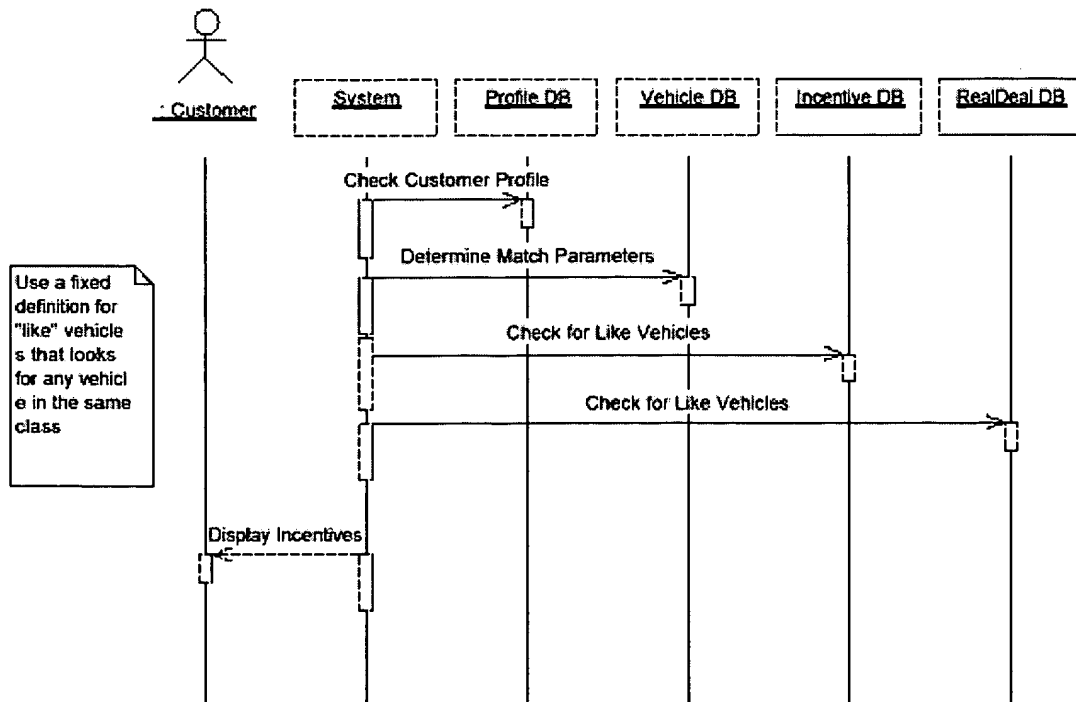 : Customer
System
Profile DB
Vehicle DB
Incentive DB
RealDeal DB
Check Customer Profile
Determine Match Parameters
Use a fixed
definition for
"like" vehicle
s that looks
for any vehicl
e in the same
class
Check for Like Vehicles
Check for Like Vehicles
Display Incentives